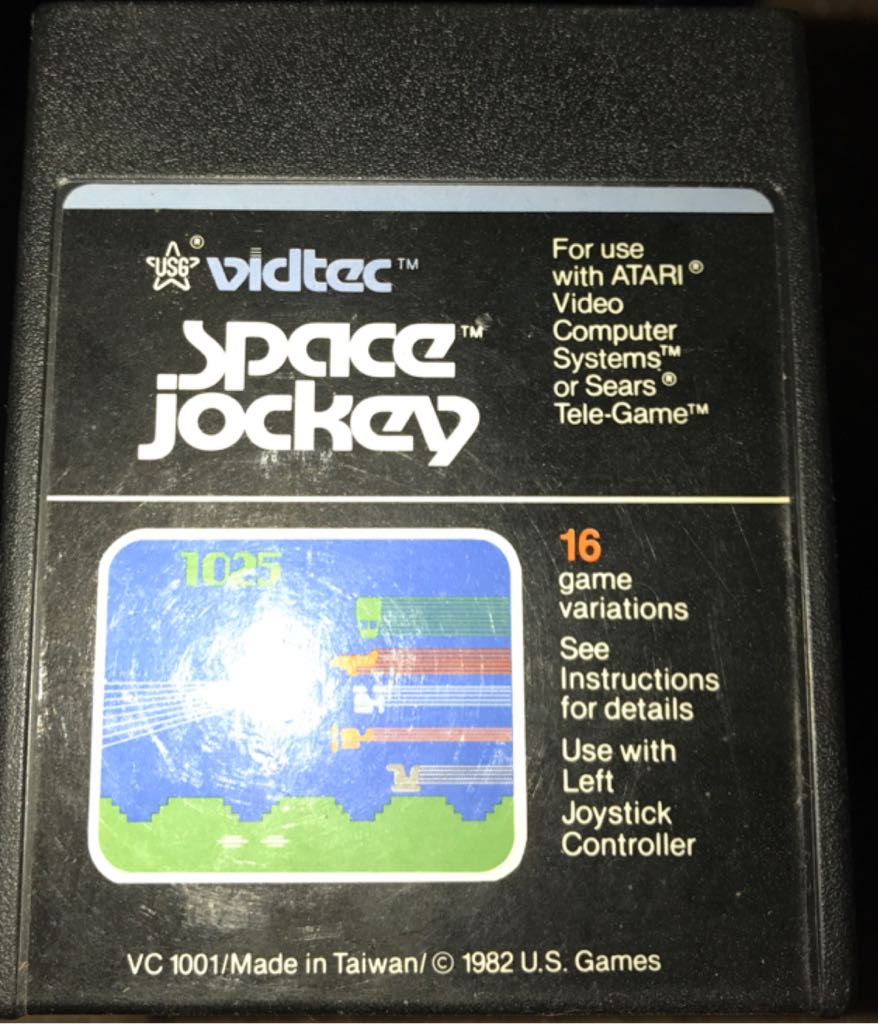 USG® vidtec™
space™
jockey
For use
with ATARI®
Video
Computer
Systems™
or Sears®
Tele-Game™
1025
16
game
variations
See
Instructions
for details
Use with
Left
Joystick
Controller
VC 1001/Made in Taiwan/© 1982 U.S. Games